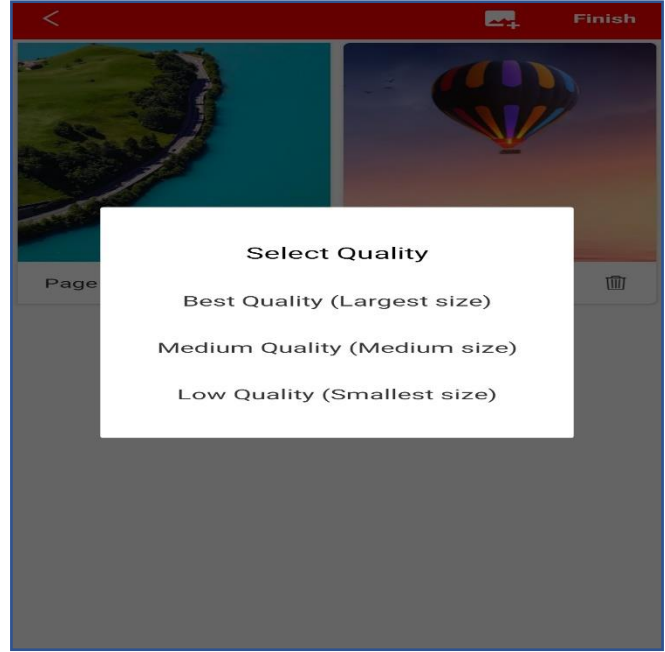 Finish
Select Quality
Page
Best Quality (Largest size)
Medium Quality (Medium size)
Low Quality (Smallest size)